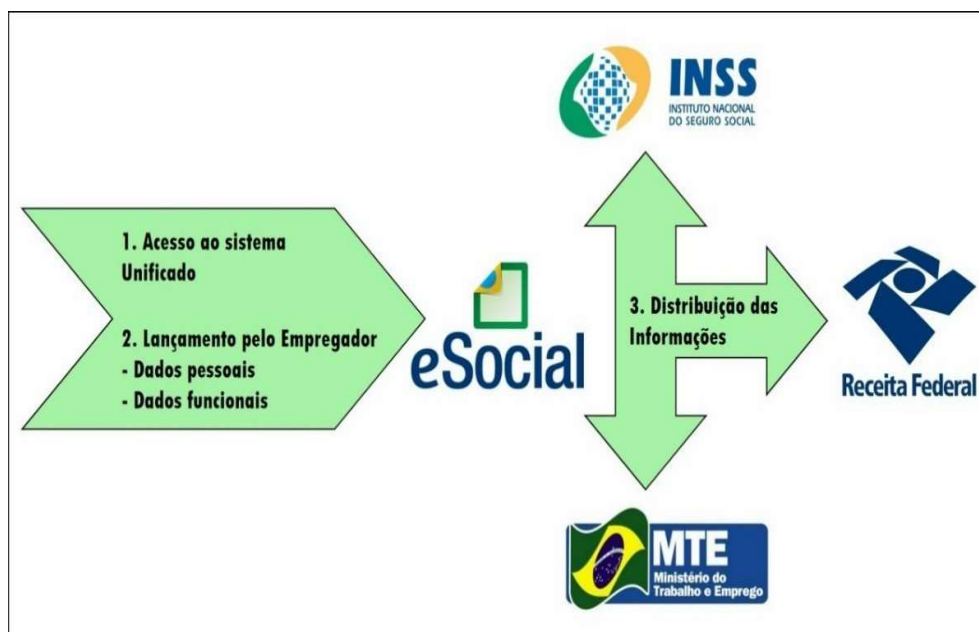 INSS
INSTITUTO NACIONAL
DO SEGURO SOCIAL
1. Acesso ao sistema
Unificado
2. Lançamento pelo Empregador
- Dados pessoais
- Dados funcionais
eSocial
3. Distribuição das
Informações
Receita Federal
MTE
Ministério do
Trabalho e Emprego